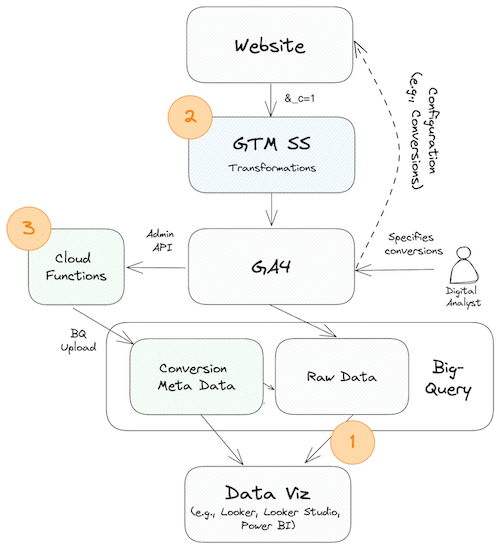 Website
&_c=1
2
GTM SS
Transformations
Configuration
(e.g., Conversions)
3
Cloud
Functions
Admin
API
GA4
Specifies
conversions
Digital
Analyst
BQ
Upload
Conversion
Meta Data
Raw Data
Big-
Query
1
Data Viz
(e.g., Looker, Looker Studio,
Power BI)